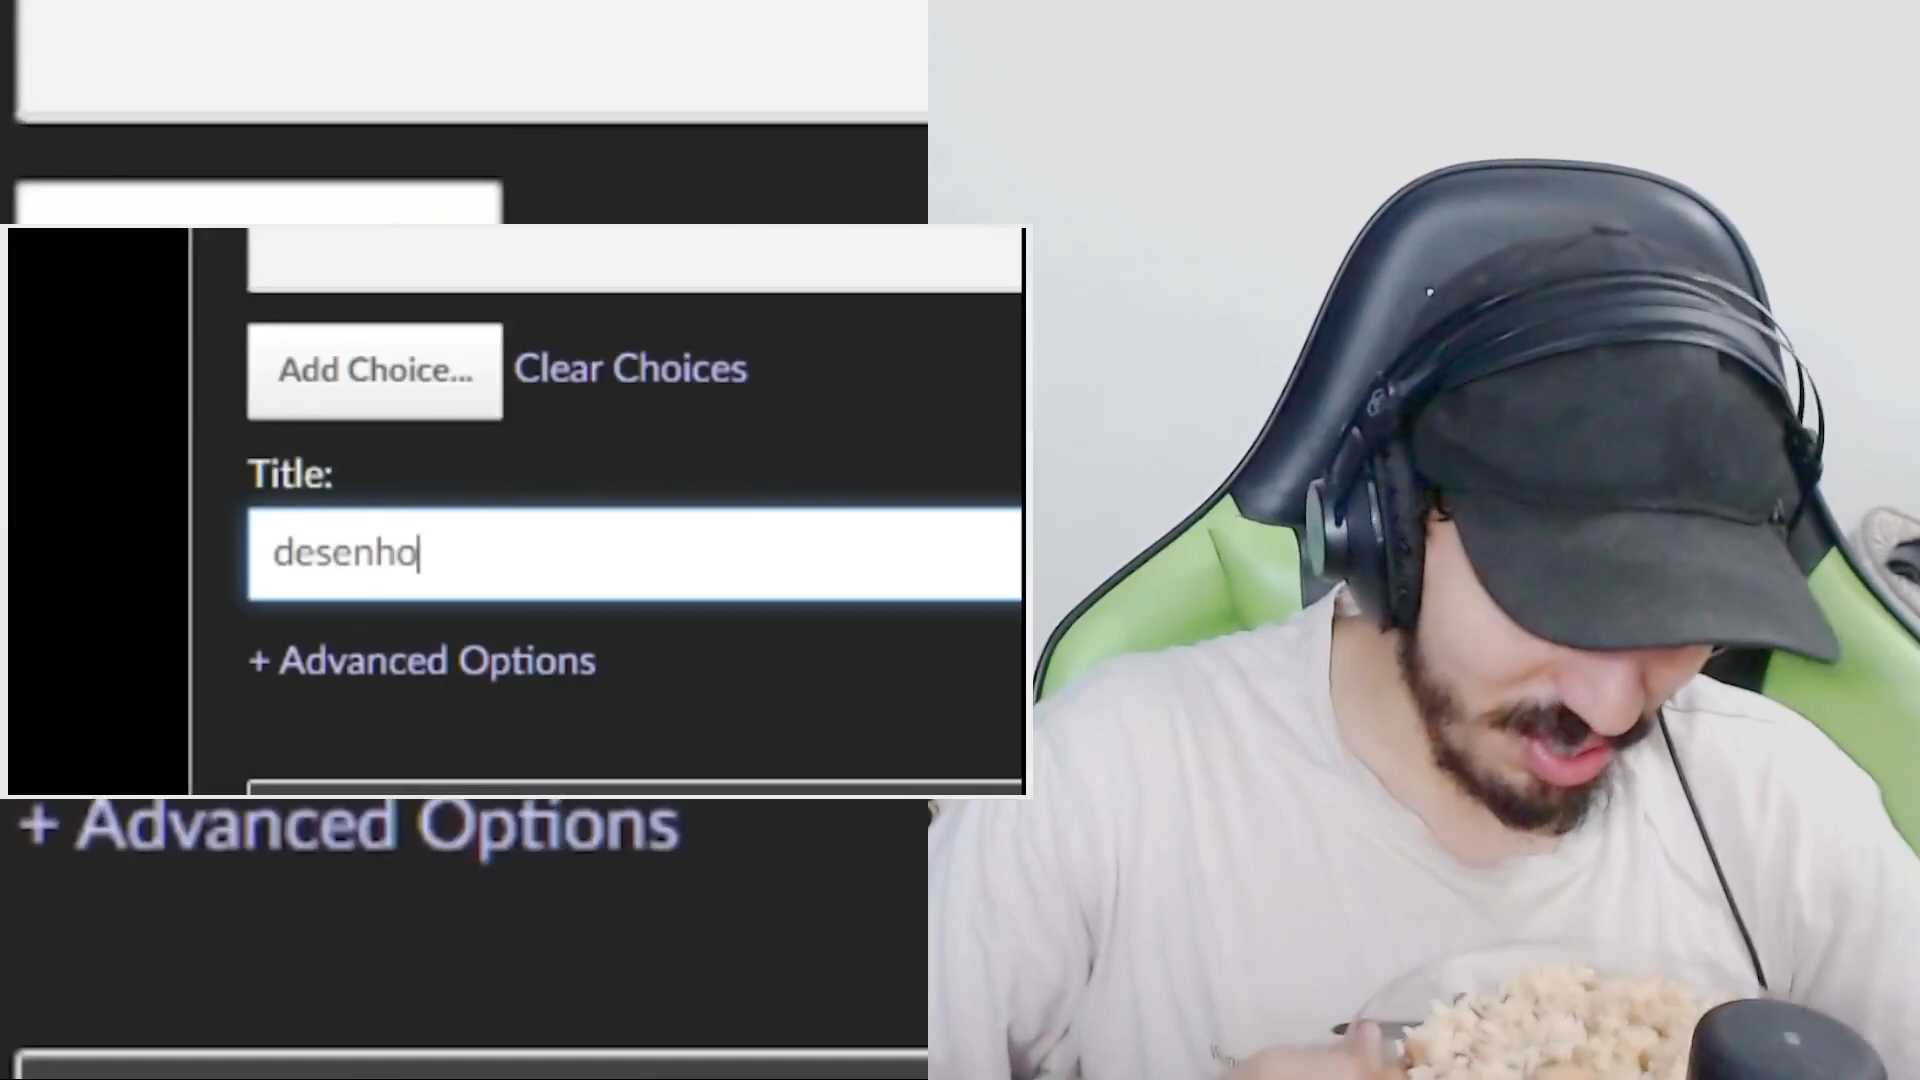 Add Choice... Clear Choices
Title:
desenho
+ Advanced Options
+ Advanced Options